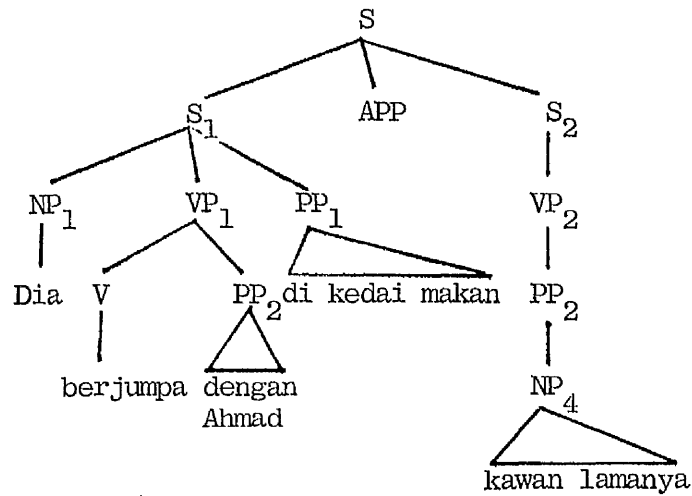 S
S1 APP S2
NP1 VP1 PP1 VP2
Dia V PP2 di kedai makan PP2
berjumpa dengan Ahmad NP4
kawan lamanya